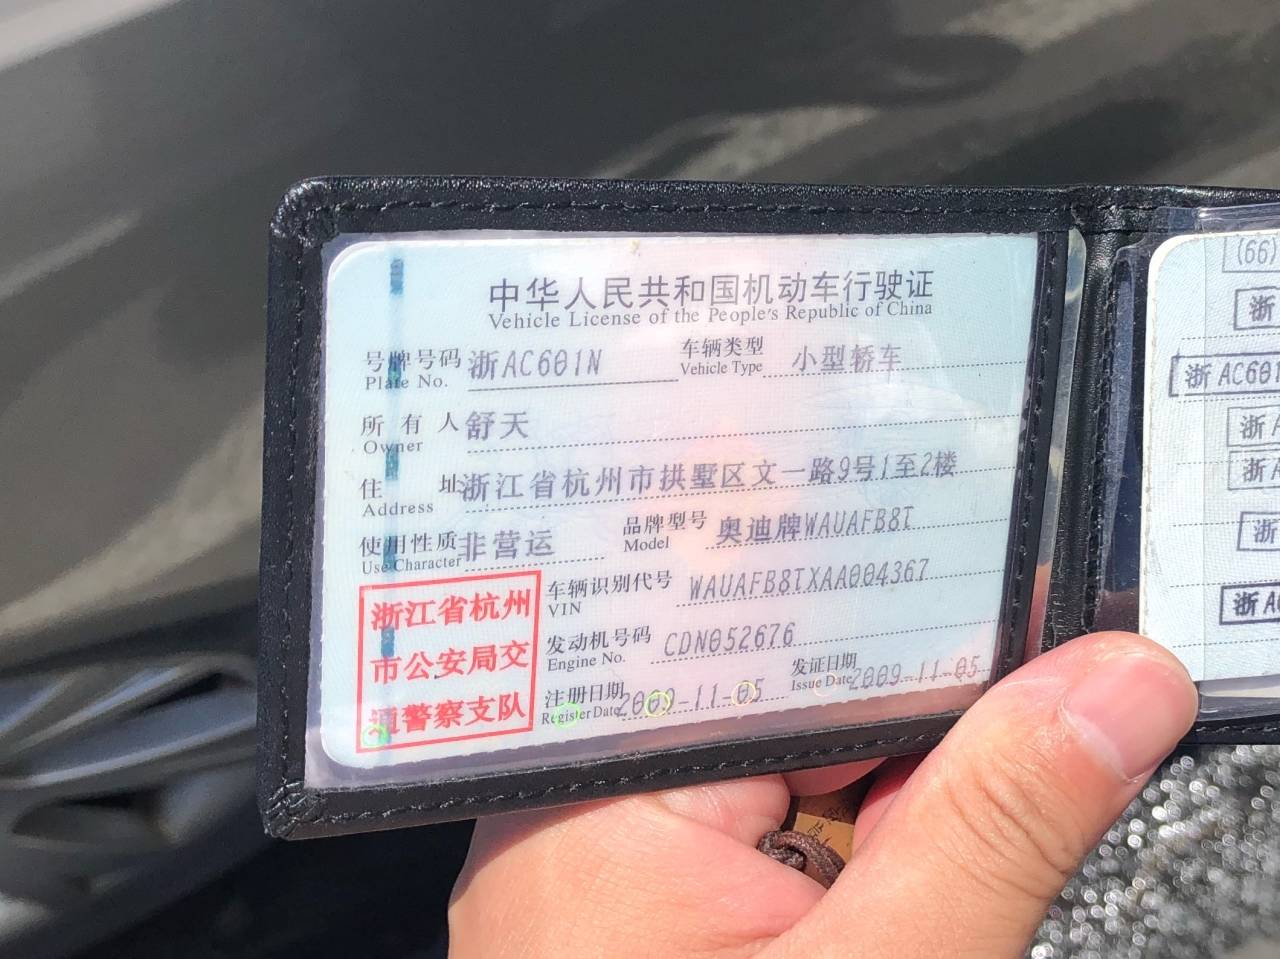 中华人民共和国机动车行驶证
Vehicle License of the People's Republic of China
号牌号码 浙AC601N 车辆类型 小型轿车
Plate No. Vehicle Type
所有人 舒天
Owner
住址 浙江省杭州市拱墅区文一路9号1至2楼
Address
使用性质 非营运 品牌型号 奥迪牌WAUAFB8T
Use Character Model
浙江省杭州
市公安局交
通警察支队
车辆识别代号 WAUAFB8TXAA004367
VIN
发动机号码 CDN052676
Engine No.
注册日期 2009-11-05 发证日期 2009-11-05
Register Date Issue Date
(66)
浙
浙AC601
浙A
浙A
浙
浙A